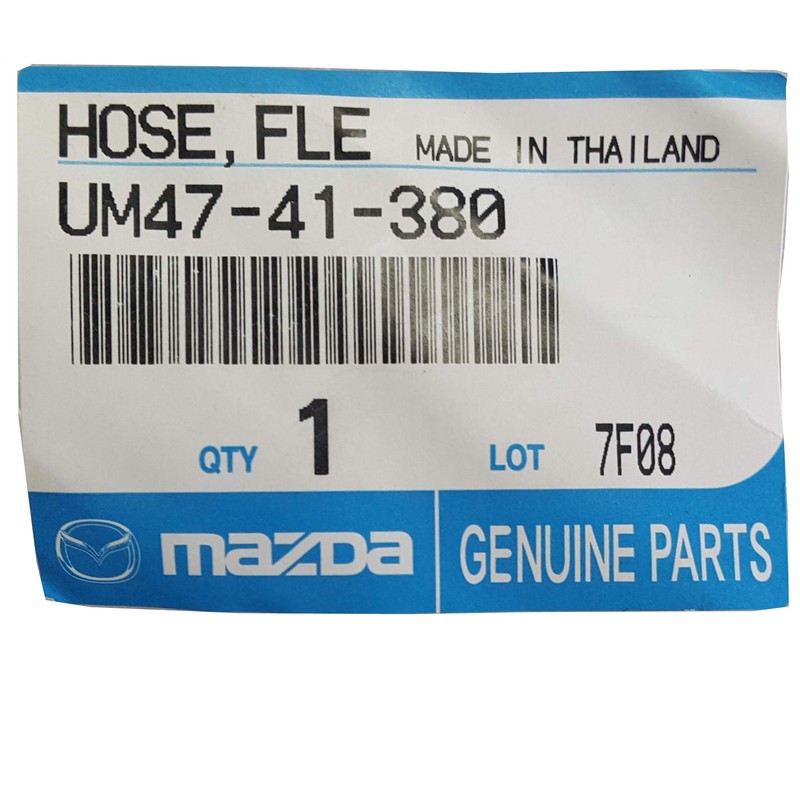 HOSE, FLE MADE IN THAILAND
UM47-41-380
QTY 1 LOT 7F08
mazda GENUINE PARTS